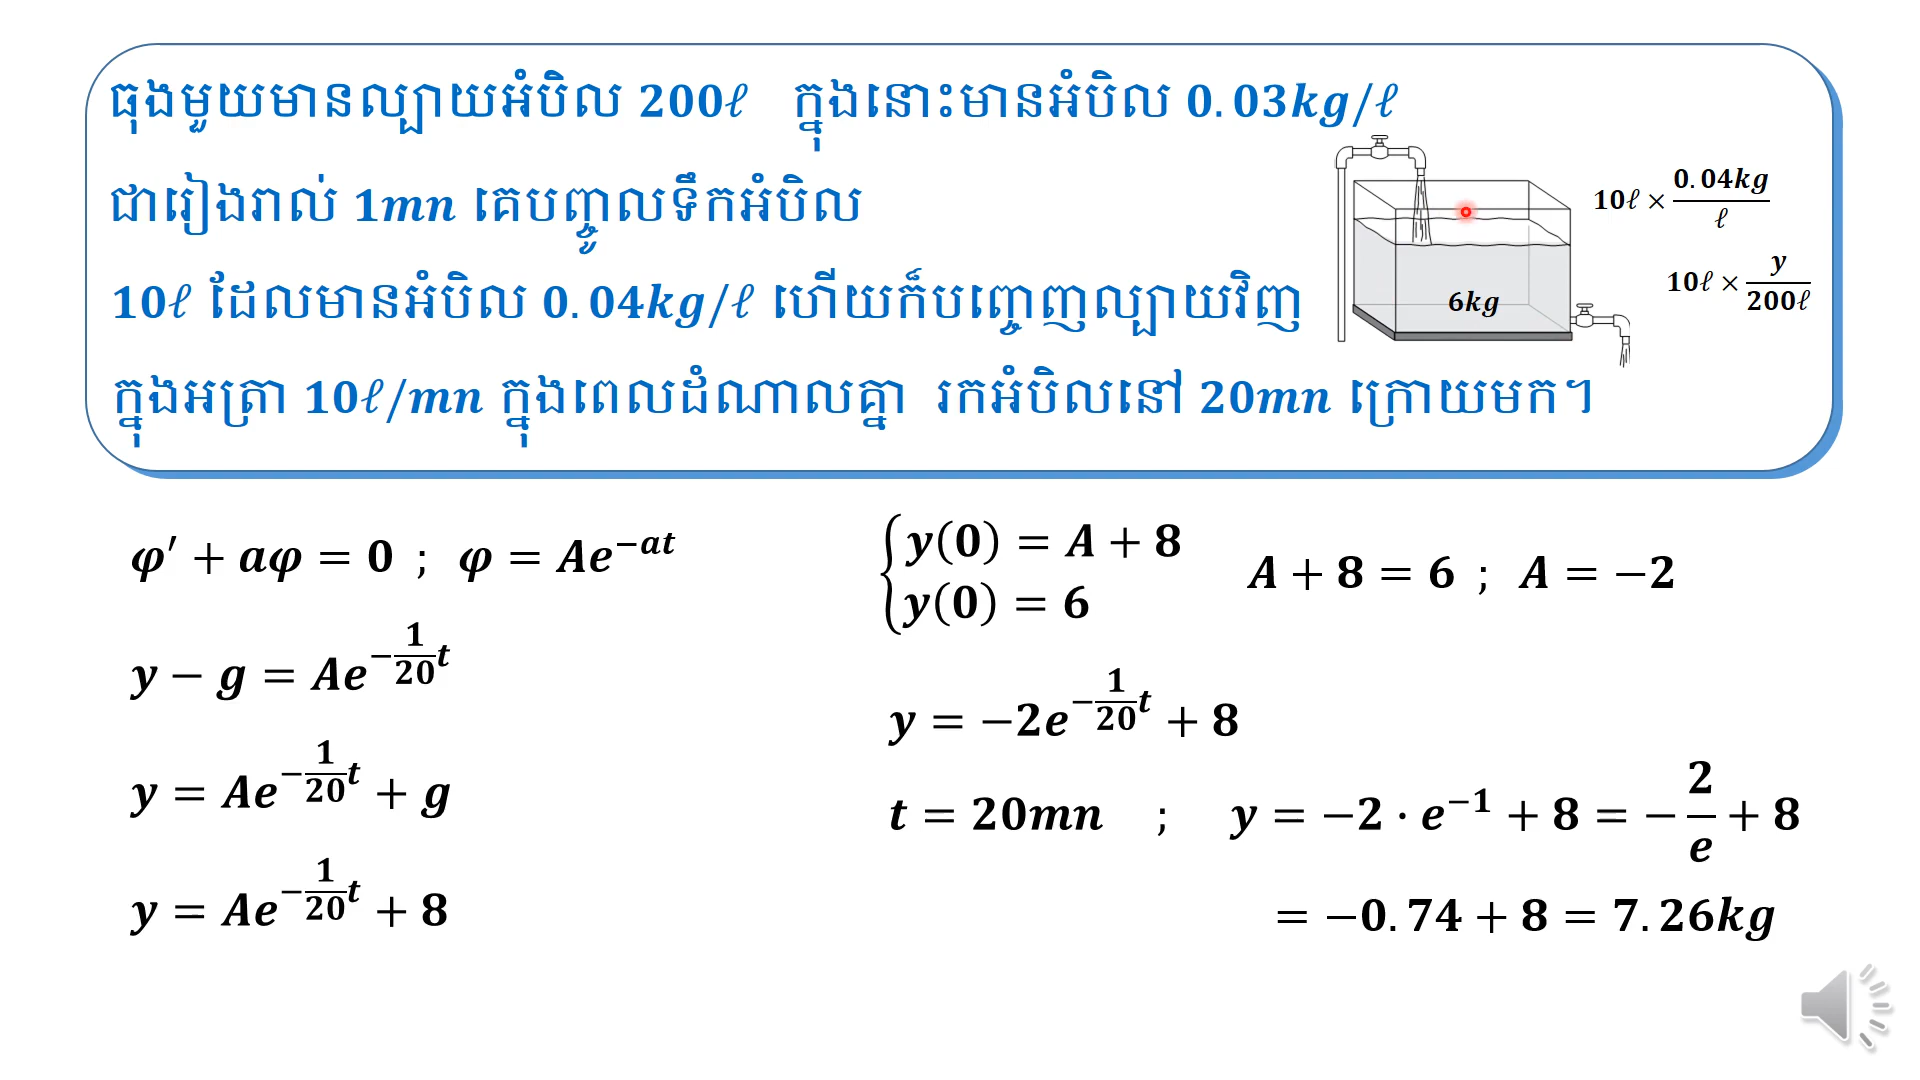 ធុងមួយមានល្បាយអំបិល 200ℓ ក្នុងនោះមានអំបិល 0.03kg/ℓ
ជារៀងរាល់ 1mn គេបញ្ចូលទឹកអំបិល
10ℓ ដែលមានអំបិល 0.04kg/ℓ ហើយក៏បញ្ចេញល្បាយវិញ
ក្នុងអត្រា 10ℓ/mn ក្នុងពេលដំណាលគ្នា រកអំបិលនៅ 20mn ក្រោយមក។
10ℓ × 0.04kg/ℓ
10ℓ × y/200ℓ
6kg
φ′ + aφ = 0 ; φ = Ae^(−at)
y − g = Ae^(−(1/20)t)
y = Ae^(−(1/20)t) + g
y = Ae^(−(1/20)t) + 8
{ y(0) = A + 8
y(0) = 6
A + 8 = 6 ; A = −2
y = −2e^(−(1/20)t) + 8
t = 20mn ; y = −2 · e^(−1) + 8 = −2/e + 8
= −0.74 + 8 = 7.26kg